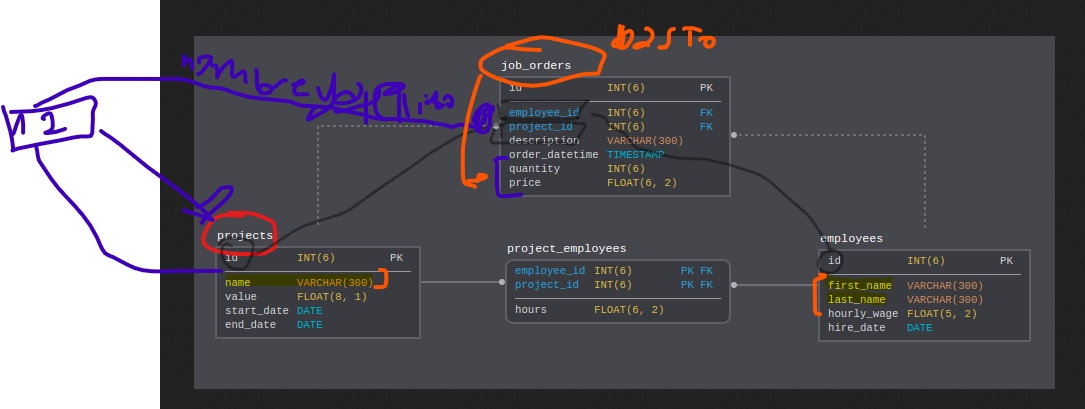 basto
job_orders
id INT(6) PK
employee_id INT(6) FK
project_id INT(6) FK
description VARCHAR(300)
order_datetime TIMESTAMP
quantity INT(6)
price FLOAT(6, 2)
12
projects
id INT(6) PK
name VARCHAR(300)
value FLOAT(8, 1)
start_date DATE
end_date DATE
project_employees
employee_id INT(6) PK FK
project_id INT(6) PK FK
hours FLOAT(6, 2)
employees
id INT(6) PK
first_name VARCHAR(300)
last_name VARCHAR(300)
hourly_wage FLOAT(5, 2)
hire_date DATE